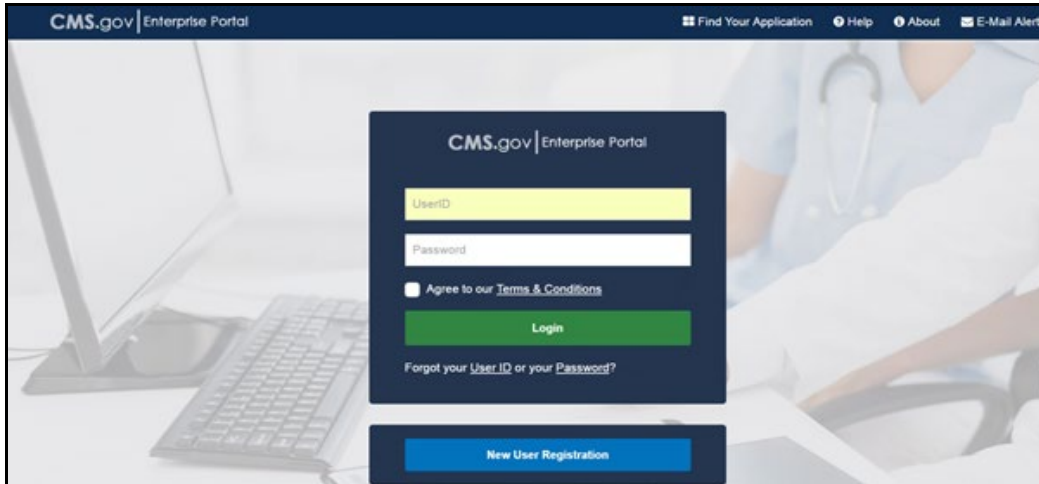 CMS.gov Enterprise Portal
Find Your Application Help About E-Mail Alert
CMS.gov Enterprise Portal
UserID
Password
Agree to our Terms & Conditions
Login
Forgot your User ID or your Password?
New User Registration